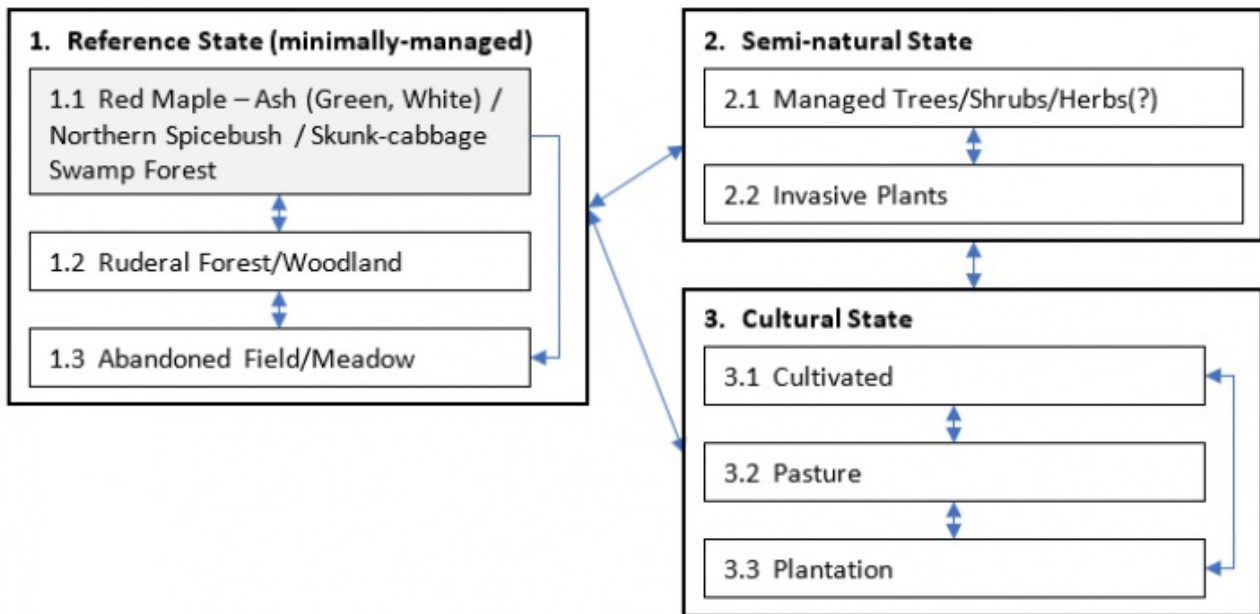 1. Reference State (minimally-managed)
1.1 Red Maple – Ash (Green, White) /
Northern Spicebush / Skunk-cabbage
Swamp Forest
1.2 Ruderal Forest/Woodland
1.3 Abandoned Field/Meadow
2. Semi-natural State
2.1 Managed Trees/Shrubs/Herbs(?)
2.2 Invasive Plants
3. Cultural State
3.1 Cultivated
3.2 Pasture
3.3 Plantation